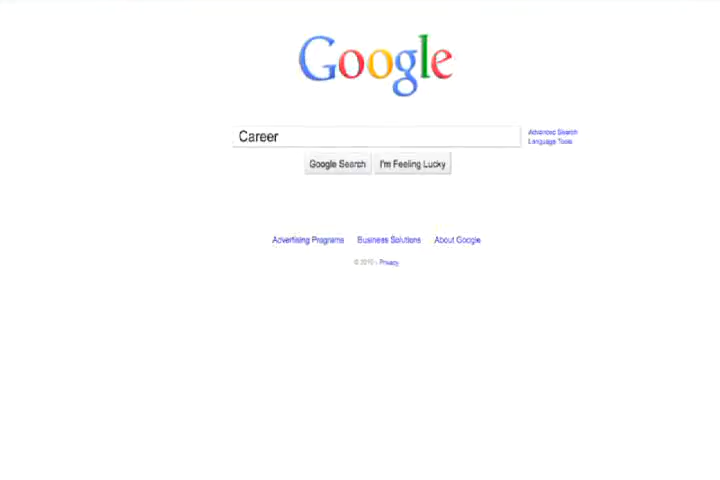 Google
Career
Advanced Search
Language Tools
Google Search I'm Feeling Lucky
Advertising Programs Business Solutions About Google
© 2010 - Privacy